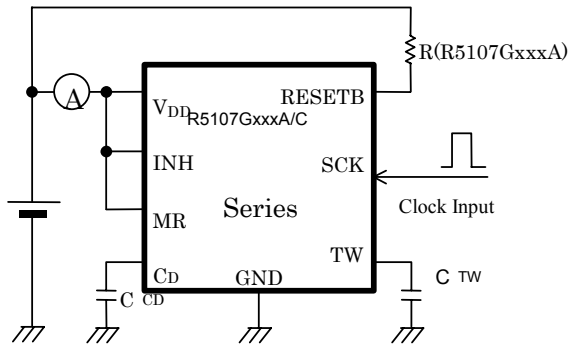 R(R5107GxxxA)
A
VDD
RESETB
R5107GxxxA/C
INH
SCK
MR
Series
Clock Input
CD
GND
TW
C CD
C TW